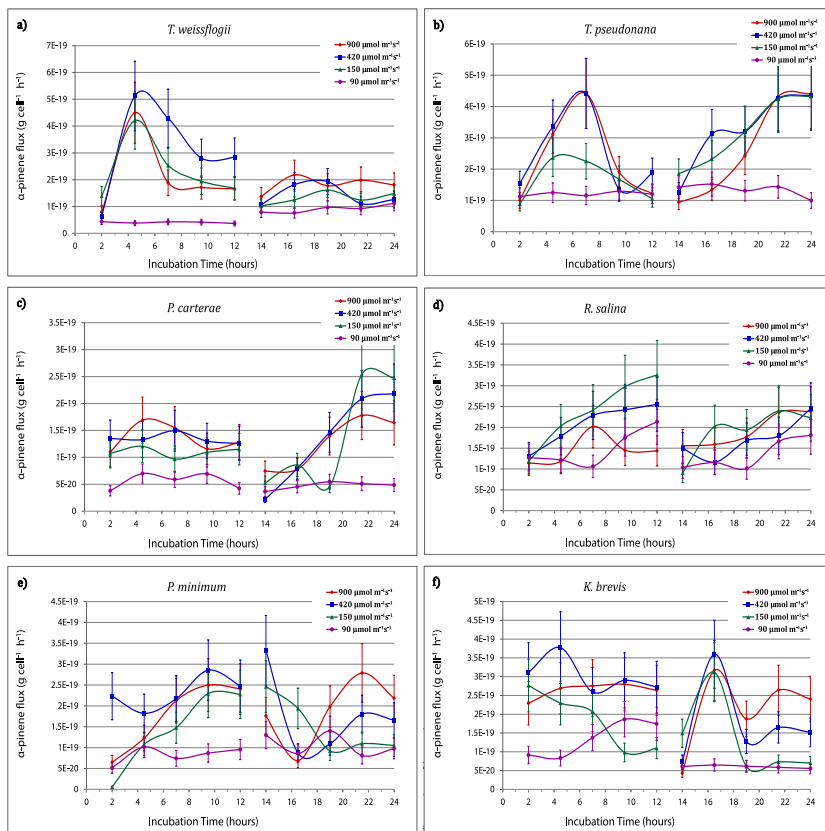 a)
T. weissflogii
900 µmol m⁻²s⁻¹
420 µmol m⁻²s⁻¹
150 µmol m⁻²s⁻¹
90 µmol m⁻²s⁻¹
α-pinene flux (g cell⁻¹ h⁻¹)
7E-19
6E-19
5E-19
4E-19
3E-19
2E-19
1E-19
0
0 2 4 6 8 10 12 14 16 18 20 22 24
Incubation Time (hours)
b)
T. pseudonana
900 µmol m⁻²s⁻¹
420 µmol m⁻²s⁻¹
150 µmol m⁻²s⁻¹
90 µmol m⁻²s⁻¹
α-pinene flux (g cell⁻¹ h⁻¹)
6E-19
5E-19
4E-19
3E-19
2E-19
1E-19
0
0 2 4 6 8 10 12 14 16 18 20 22 24
Incubation Time (hours)
c)
P. carterae
900 µmol m⁻²s⁻¹
420 µmol m⁻²s⁻¹
150 µmol m⁻²s⁻¹
90 µmol m⁻²s⁻¹
α-pinene flux (g cell⁻¹ h⁻¹)
3.5E-19
3E-19
2.5E-19
2E-19
1.5E-19
1E-19
5E-20
0
0 2 4 6 8 10 12 14 16 18 20 22 24
Incubation Time (hours)
d)
R. salina
900 µmol m⁻²s⁻¹
420 µmol m⁻²s⁻¹
150 µmol m⁻²s⁻¹
90 µmol m⁻²s⁻¹
α-pinene flux (g cell⁻¹ h⁻¹)
4.5E-19
4E-19
3.5E-19
3E-19
2.5E-19
2E-19
1.5E-19
1E-19
5E-20
0
0 2 4 6 8 10 12 14 16 18 20 22 24
Incubation Time (hours)
e)
P. minimum
900 µmol m⁻²s⁻¹
420 µmol m⁻²s⁻¹
150 µmol m⁻²s⁻¹
90 µmol m⁻²s⁻¹
α-pinene flux (g cell⁻¹ h⁻¹)
4.5E-19
4E-19
3.5E-19
3E-19
2.5E-19
2E-19
1.5E-19
1E-19
5E-20
0
0 2 4 6 8 10 12 14 16 18 20 22 24
Incubation Time (hours)
f)
K. brevis
900 µmol m⁻²s⁻¹
420 µmol m⁻²s⁻¹
150 µmol m⁻²s⁻¹
90 µmol m⁻²s⁻¹
α-pinene flux (g cell⁻¹ h⁻¹)
5E-19
4.5E-19
4E-19
3.5E-19
3E-19
2.5E-19
2E-19
1.5E-19
1E-19
5E-20
0
0 2 4 6 8 10 12 14 16 18 20 22 24
Incubation Time (hours)